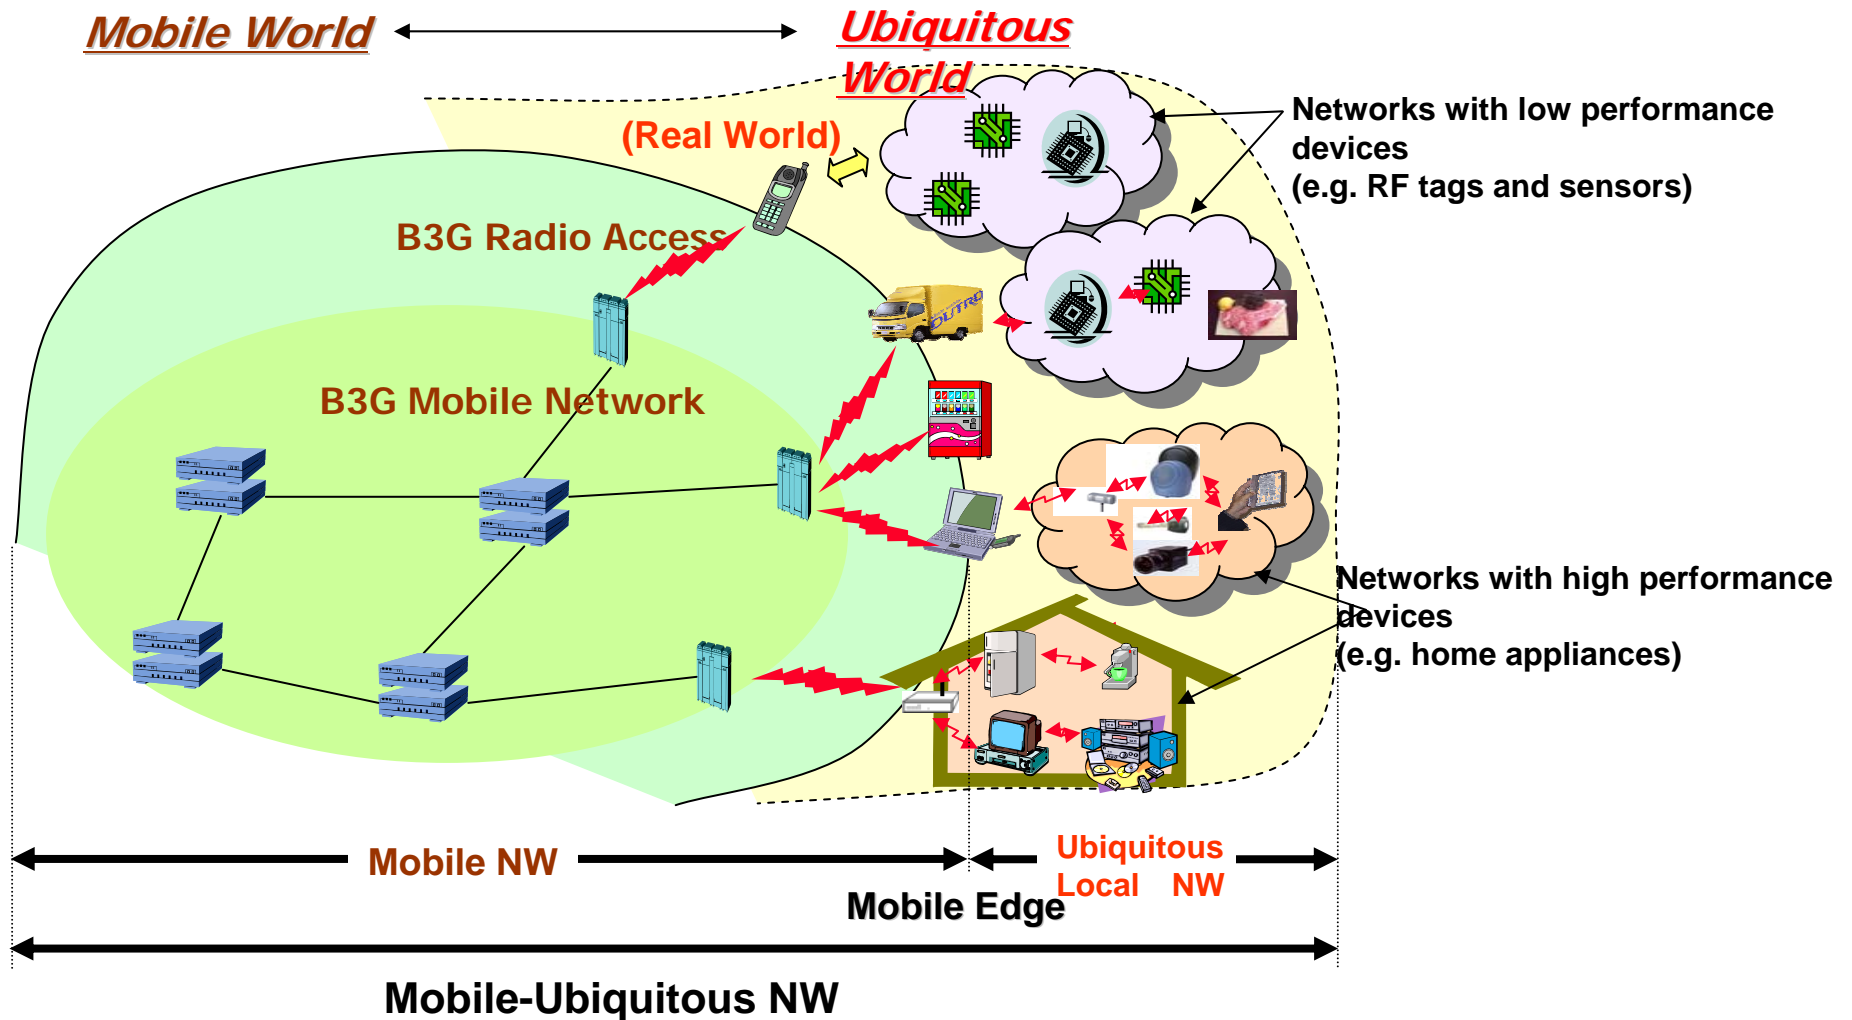 Mobile World
Ubiquitous
World
(Real World)
Networks with low performance
devices
(e.g. RF tags and sensors)
B3G Radio Access
DUTRO
B3G Mobile Network
Networks with high performance
devices
(e.g. home appliances)
Mobile NW
Ubiquitous
Local NW
Mobile Edge
Mobile-Ubiquitous NW